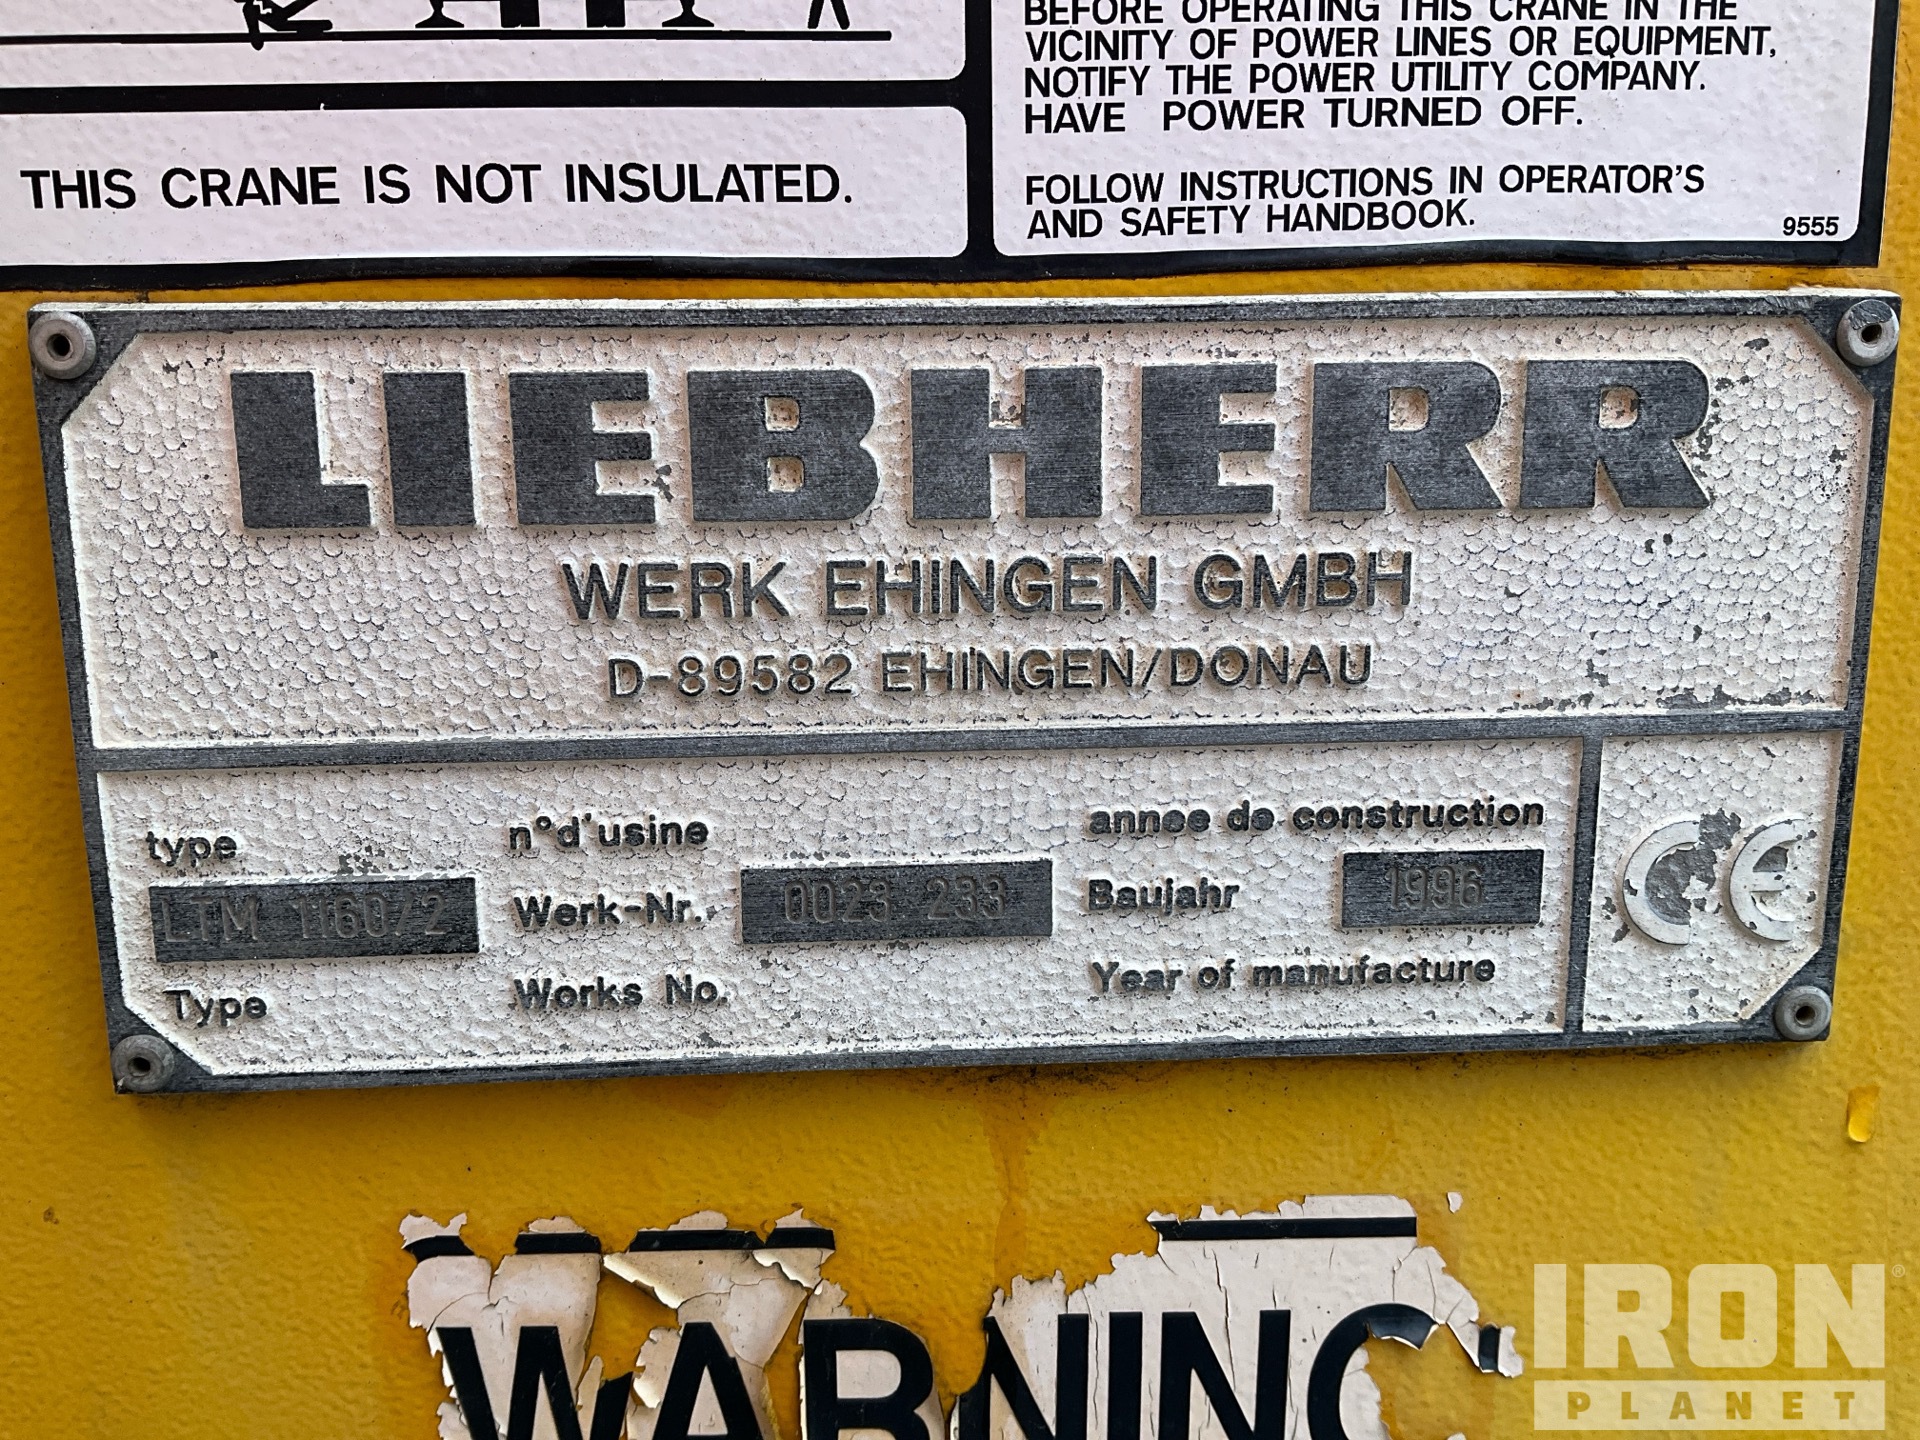 BEFORE OPERATING THIS CRANE IN THE
VICINITY OF POWER LINES OR EQUIPMENT,
NOTIFY THE POWER UTILITY COMPANY.
HAVE POWER TURNED OFF.
THIS CRANE IS NOT INSULATED.
FOLLOW INSTRUCTIONS IN OPERATOR'S
AND SAFETY HANDBOOK.
9555
LIEBHERR
WERK EHINGEN GMBH
D-89582 EHINGEN/DONAU
type
LTM 1160/2
Type
n°d'usine
Werk-Nr. 0023 233
Works No.
annee de construction
Baujahr 1996
Year of manufacture
CE
WARNING
IRON
PLANET